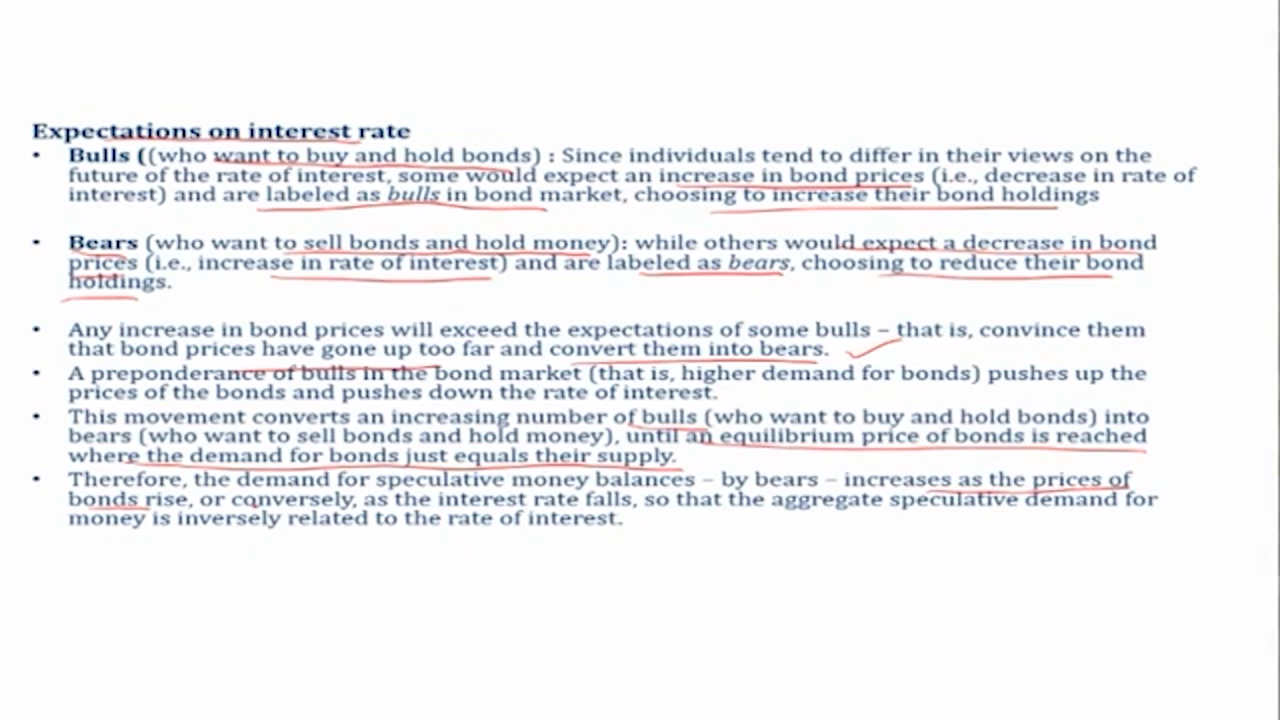 Expectations on interest rate
• Bulls ((who want to buy and hold bonds) : Since individuals tend to differ in their views on the
future of the rate of interest, some would expect an increase in bond prices (i.e., decrease in rate of
interest) and are labeled as bulls in bond market, choosing to increase their bond holdings
• Bears (who want to sell bonds and hold money): while others would expect a decrease in bond
prices (i.e., increase in rate of interest) and are labeled as bears, choosing to reduce their bond
holdings.
• Any increase in bond prices will exceed the expectations of some bulls – that is, convince them
that bond prices have gone up too far and convert them into bears.
• A preponderance of bulls in the bond market (that is, higher demand for bonds) pushes up the
prices of the bonds and pushes down the rate of interest.
• This movement converts an increasing number of bulls (who want to buy and hold bonds) into
bears (who want to sell bonds and hold money), until an equilibrium price of bonds is reached
where the demand for bonds just equals their supply.
• Therefore, the demand for speculative money balances – by bears – increases as the prices of
bonds rise, or conversely, as the interest rate falls, so that the aggregate speculative demand for
money is inversely related to the rate of interest.